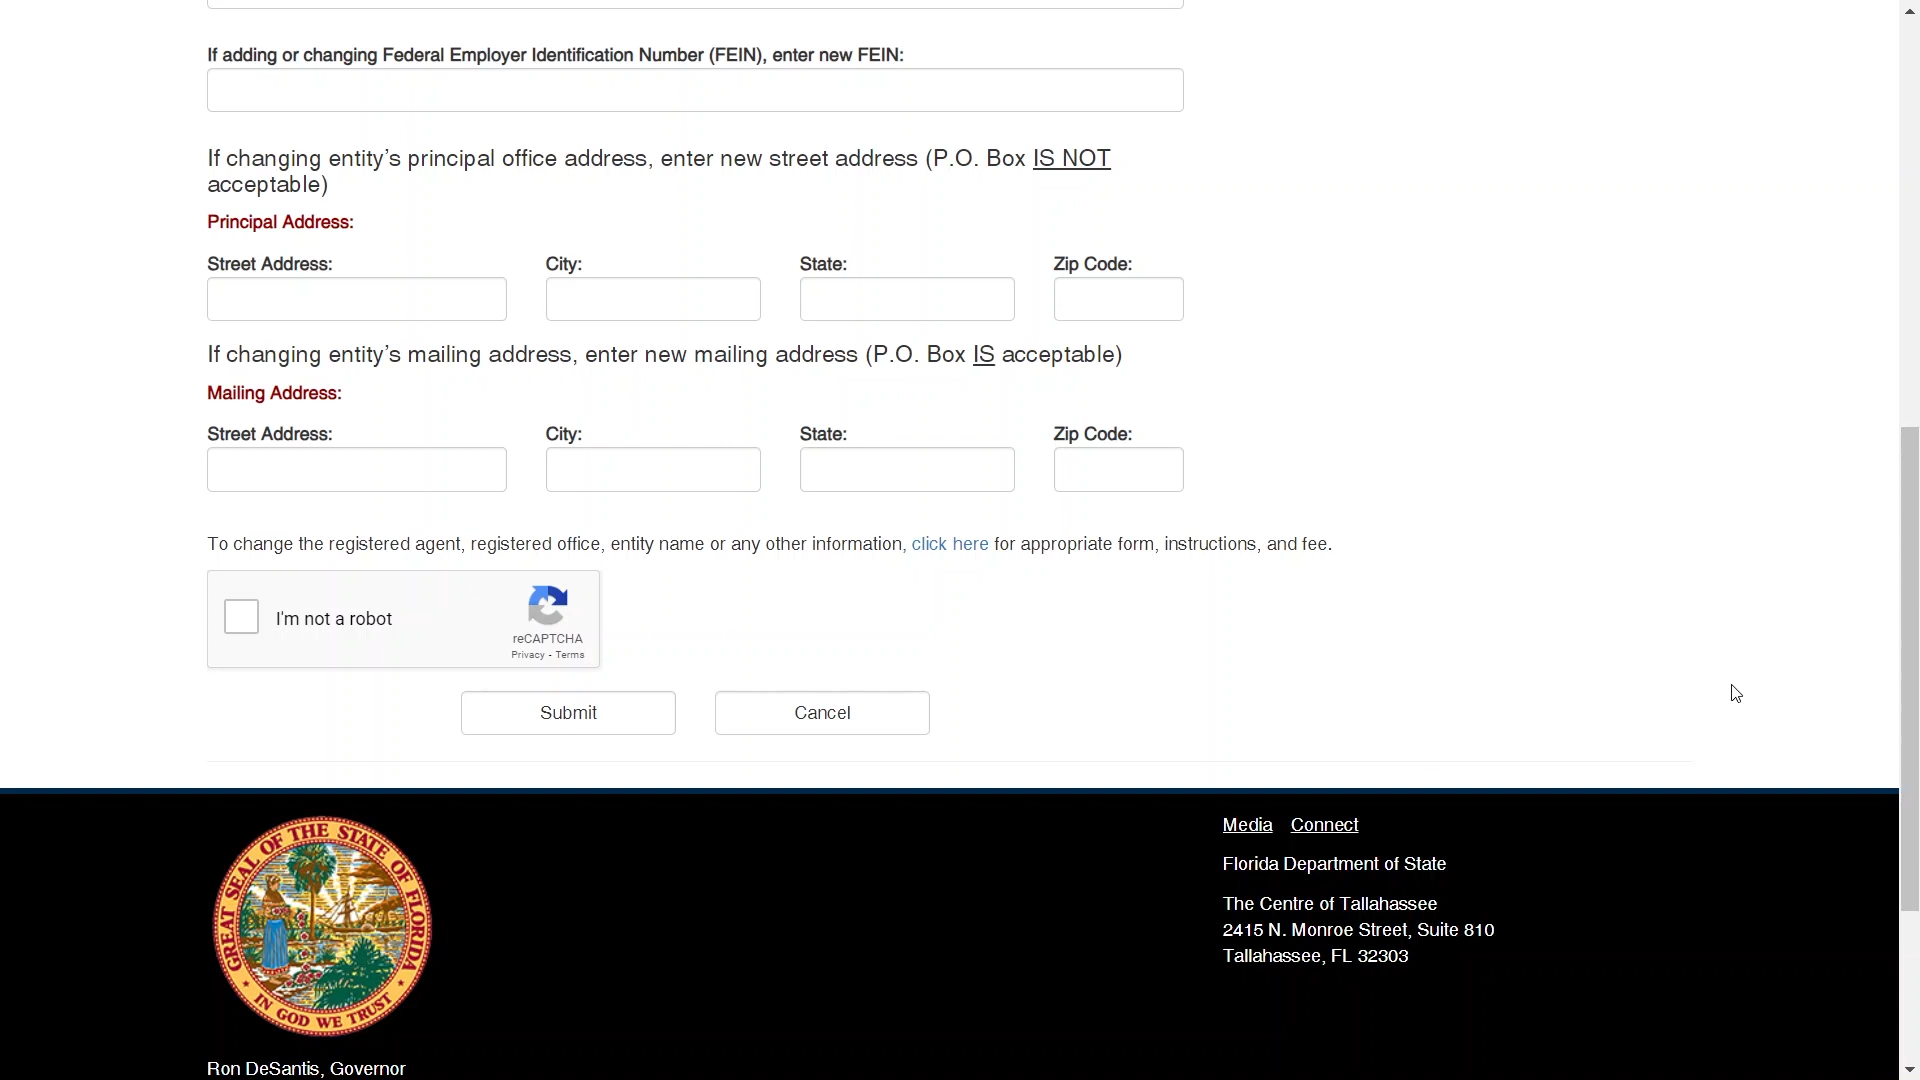 If adding or changing Federal Employer Identification Number (FEIN), enter new FEIN:
If changing entity’s principal office address, enter new street address (P.O. Box IS NOT
acceptable)
Principal Address:
Street Address: City: State: Zip Code:
If changing entity’s mailing address, enter new mailing address (P.O. Box IS acceptable)
Mailing Address:
Street Address: City: State: Zip Code:
To change the registered agent, registered office, entity name or any other information, click here for appropriate form, instructions, and fee.
I'm not a robot
reCAPTCHA
Privacy - Terms
Submit Cancel
Media Connect
Florida Department of State
The Centre of Tallahassee
2415 N. Monroe Street, Suite 810
Tallahassee, FL 32303
GREAT SEAL OF THE STATE OF FLORIDA
IN GOD WE TRUST
Ron DeSantis, Governor